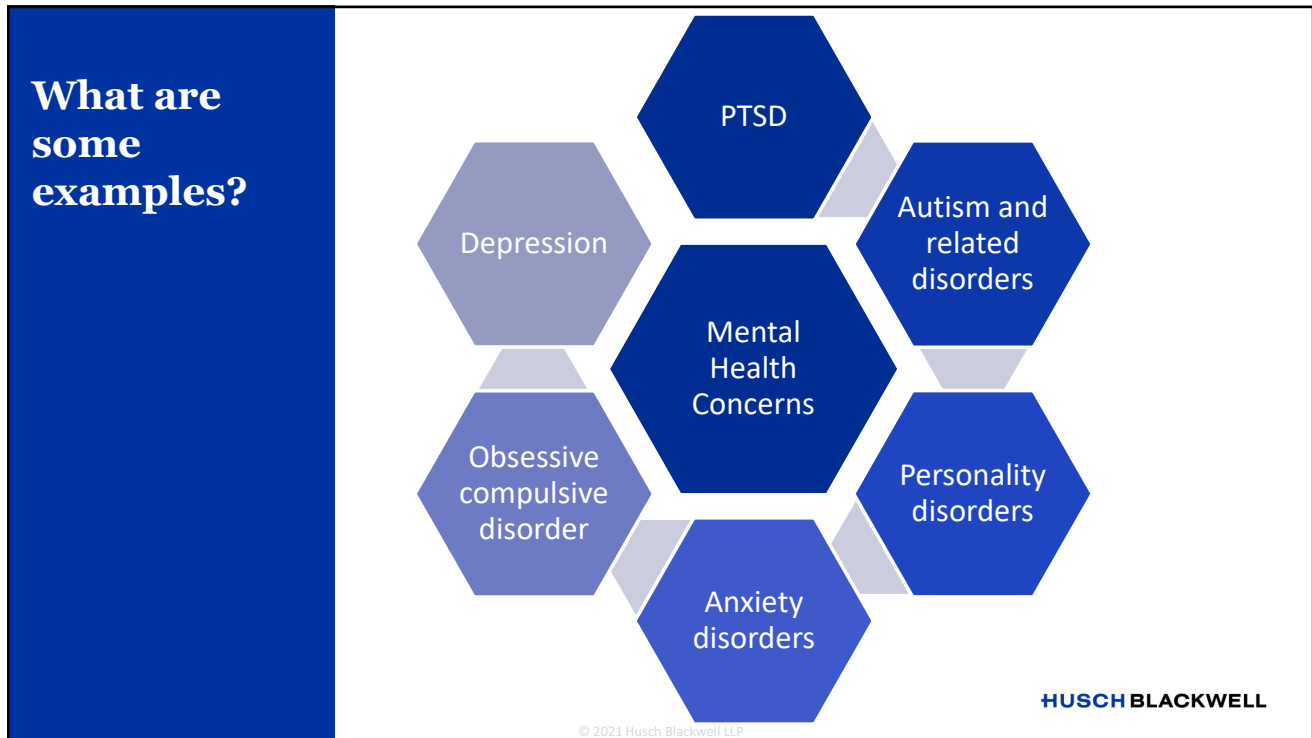 What are
some
examples?
PTSD
Autism and
related
disorders
Personality
disorders
Anxiety
disorders
Obsessive
compulsive
disorder
Depression
Mental
Health
Concerns
HUSCH BLACKWELL
© 2021 Husch Blackwell LLP